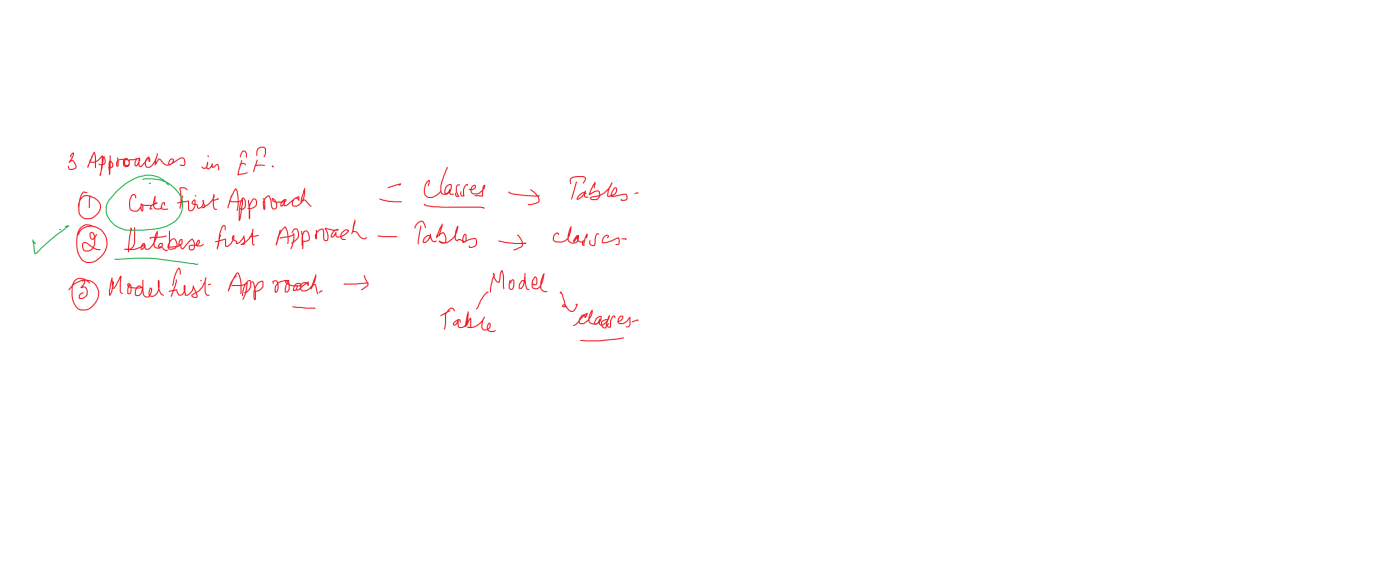 3 Approaches in EF.
① Code first Approach = classes → Tables-
② Database first Approach - Tables → classes-
③ Model first Approach. → Model
Table classes-